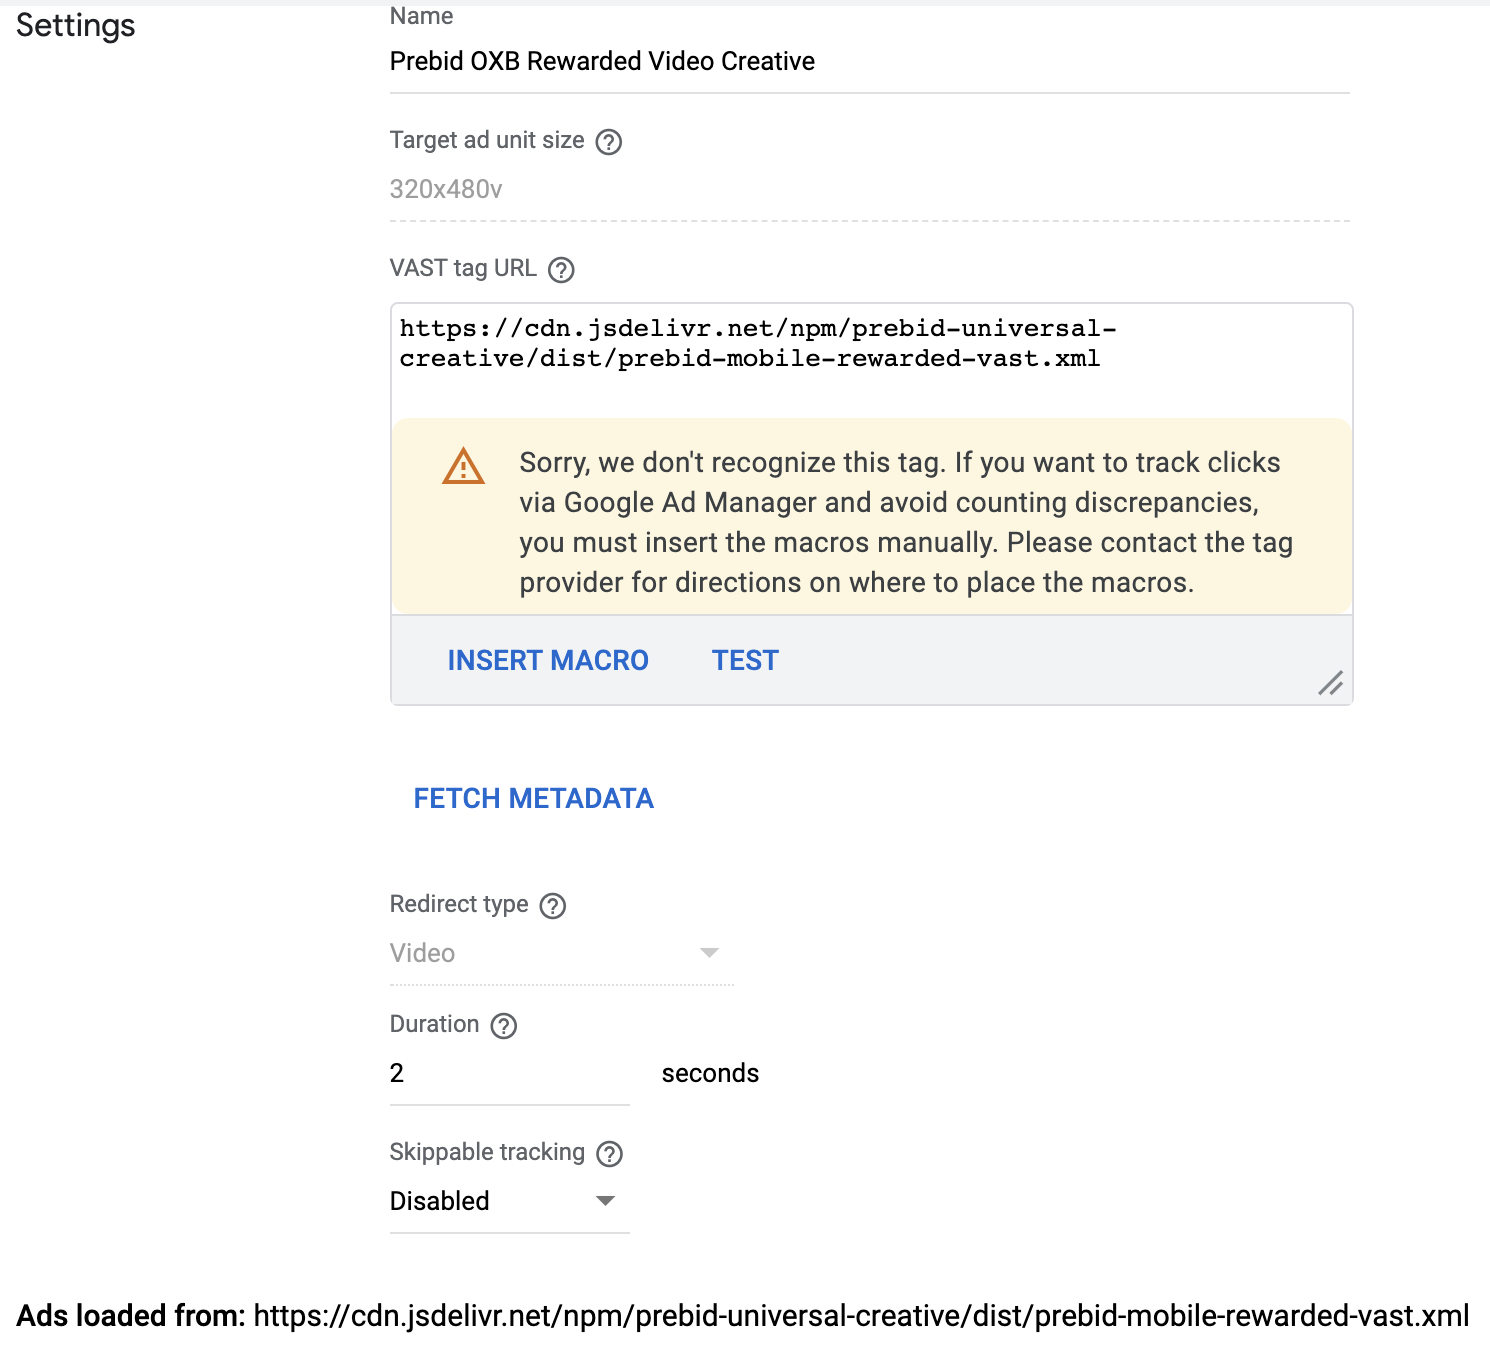 Settings
Name
Prebid OXB Rewarded Video Creative
Target ad unit size
320x480v
VAST tag URL
https://cdn.jsdelivr.net/npm/prebid-universal-
creative/dist/prebid-mobile-rewarded-vast.xml
Sorry, we don't recognize this tag. If you want to track clicks
via Google Ad Manager and avoid counting discrepancies,
you must insert the macros manually. Please contact the tag
provider for directions on where to place the macros.
INSERT MACRO TEST
FETCH METADATA
Redirect type
Video
Duration
2 seconds
Skippable tracking
Disabled
Ads loaded from: https://cdn.jsdelivr.net/npm/prebid-universal-creative/dist/prebid-mobile-rewarded-vast.xml